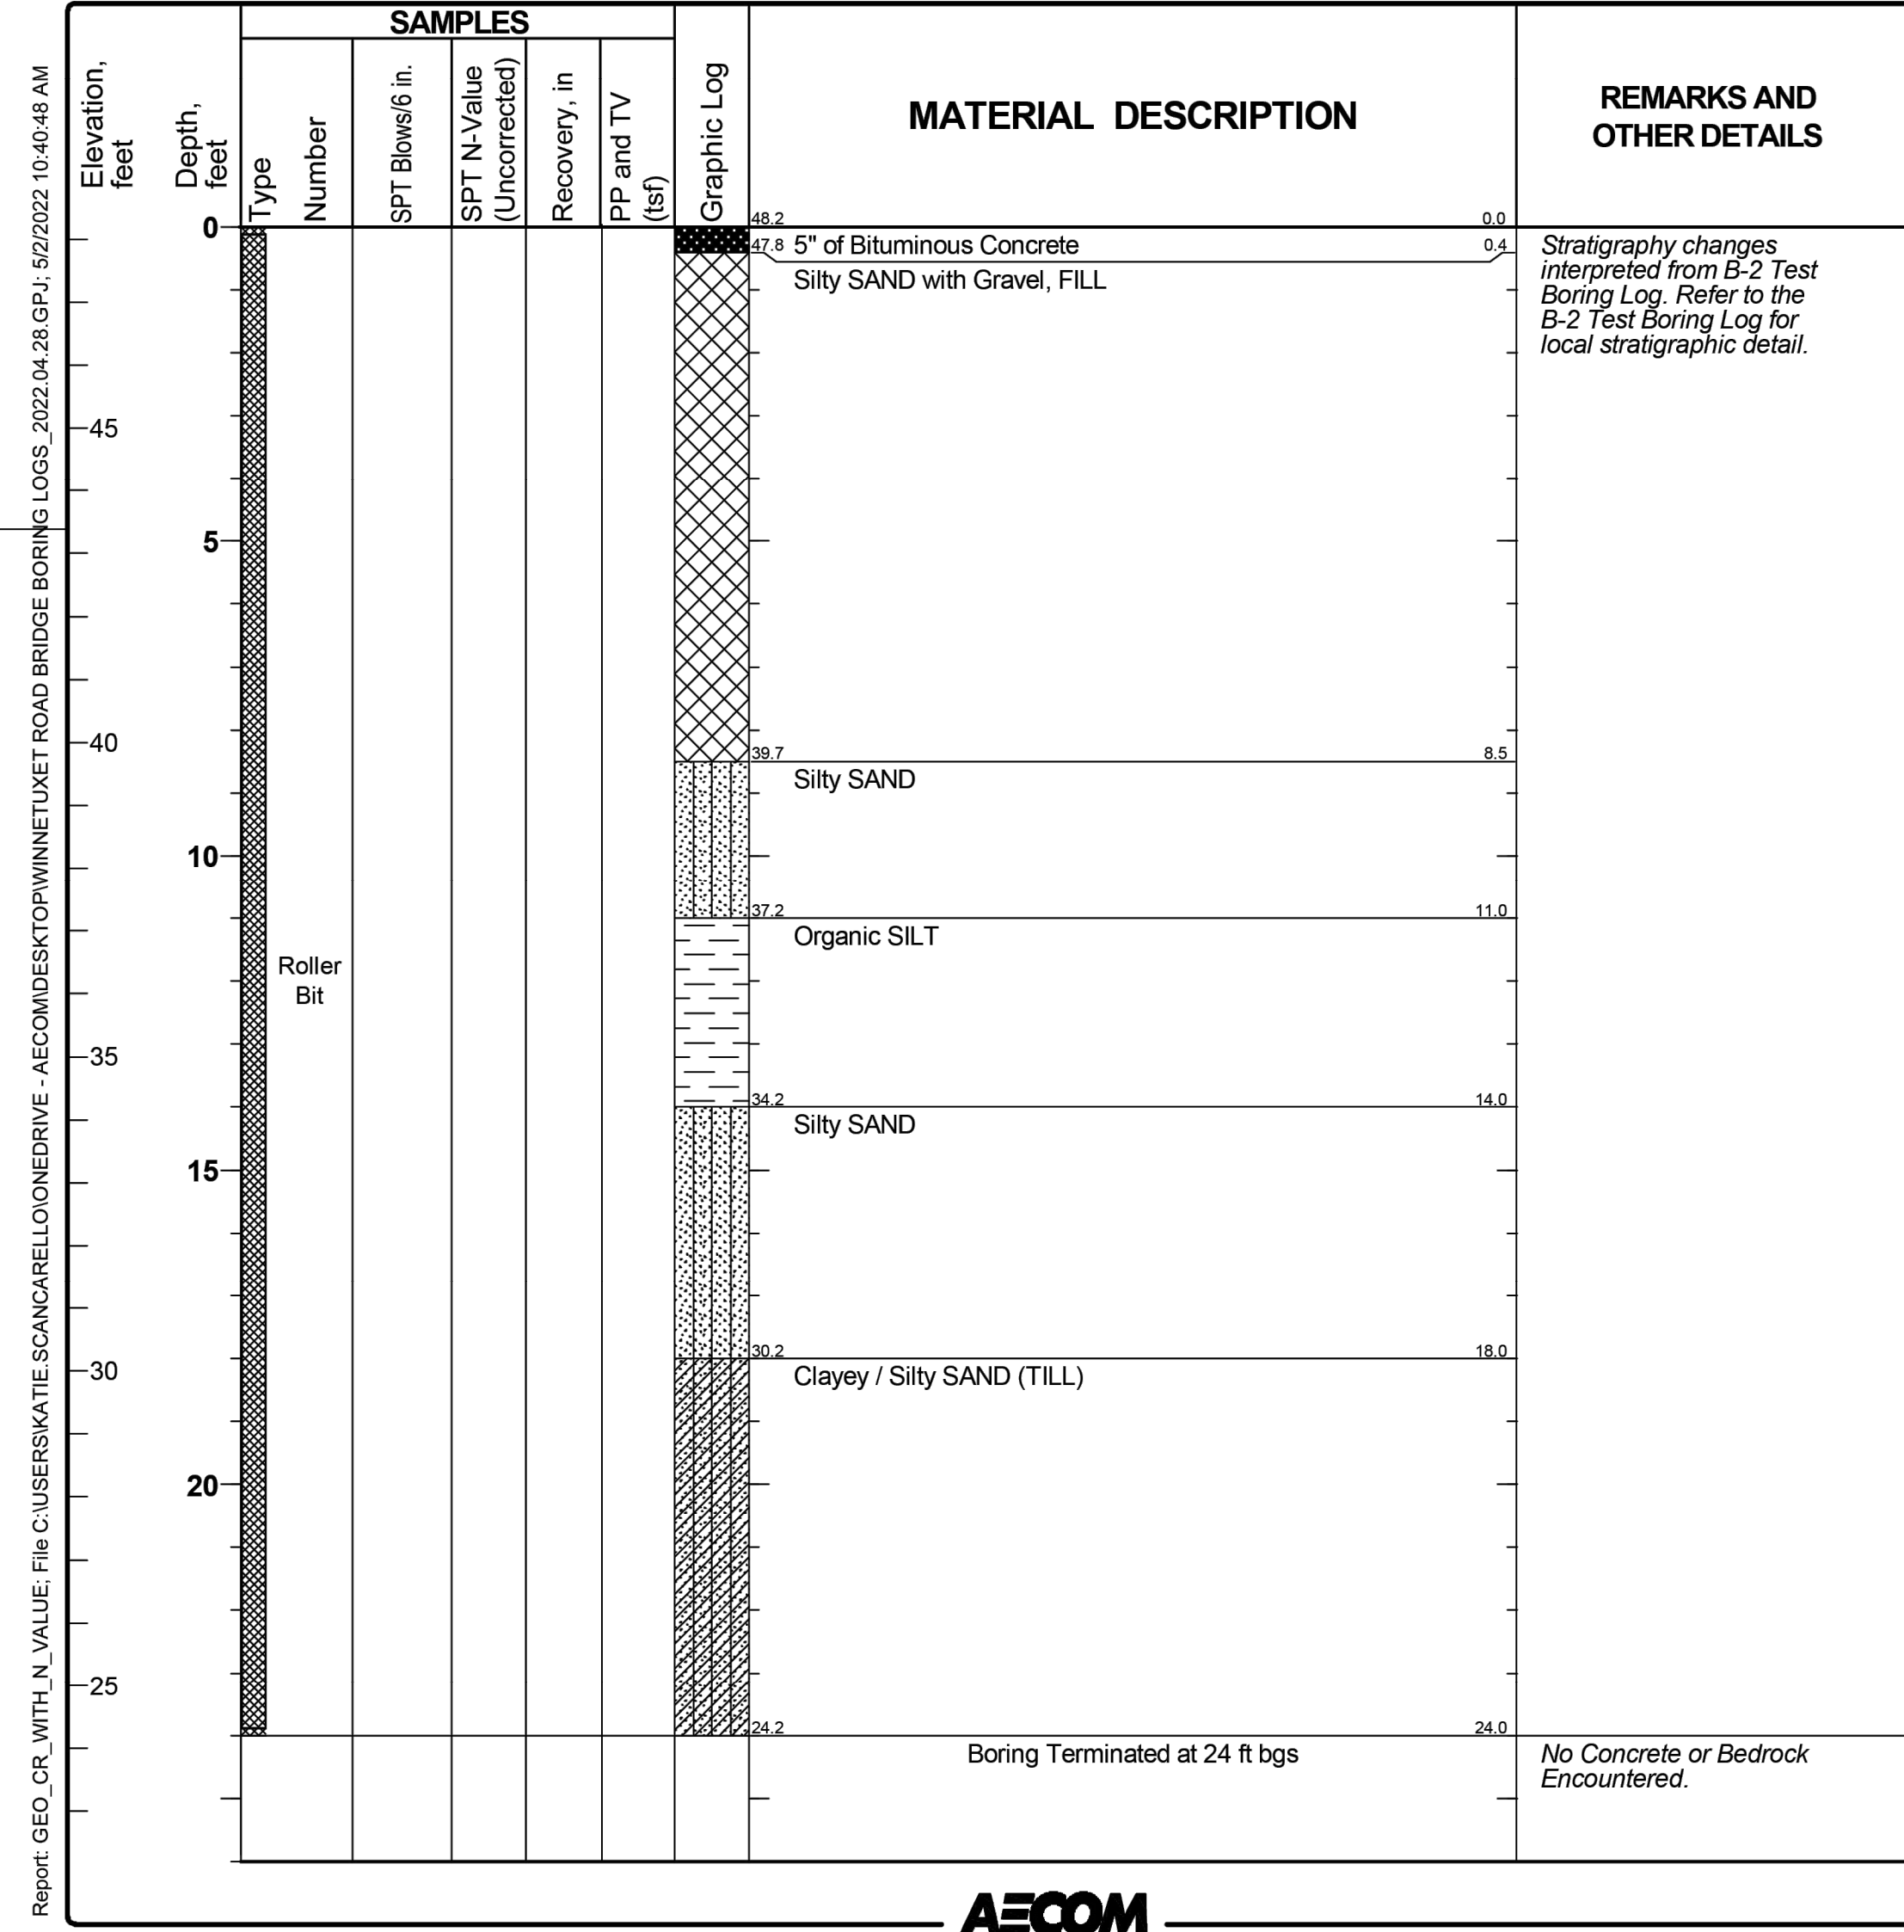 SAMPLES
Elevation,
feet
Depth,
feet
Type
Number
SPT Blows/6 in.
SPT N-Value
(Uncorrected)
Recovery, in
PP and TV
(tsf)
Graphic Log
MATERIAL DESCRIPTION
REMARKS AND
OTHER DETAILS
0
48.2
0.0
47.8
5" of Bituminous Concrete
0.4
Silty SAND with Gravel, FILL
Stratigraphy changes
interpreted from B-2 Test
Boring Log. Refer to the
B-2 Test Boring Log for
local stratigraphic detail.
45
5
40
39.7
8.5
Silty SAND
10
37.2
11.0
Organic SILT
Roller
Bit
35
34.2
14.0
Silty SAND
15
30.2
18.0
30
Clayey / Silty SAND (TILL)
20
25
24.2
24.0
Boring Terminated at 24 ft bgs
No Concrete or Bedrock
Encountered.
Report: GEO_CR_WITH_N_VALUE; File C:\USERS\KATIE.SCANCARELLO\ONEDRIVE - AECOM\DESKTOP\WINNETUXET ROAD BRIDGE BORING LOGS_2022.04.28.GPJ; 5/2/2022 10:40:48 AM
AECOM